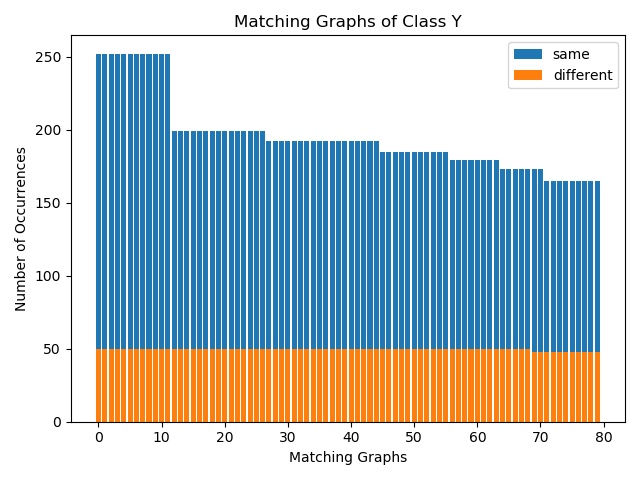 Matching Graphs of Class Y
same
different
Number of Occurrences
250
200
150
100
50
0
0 10 20 30 40 50 60 70 80
Matching Graphs